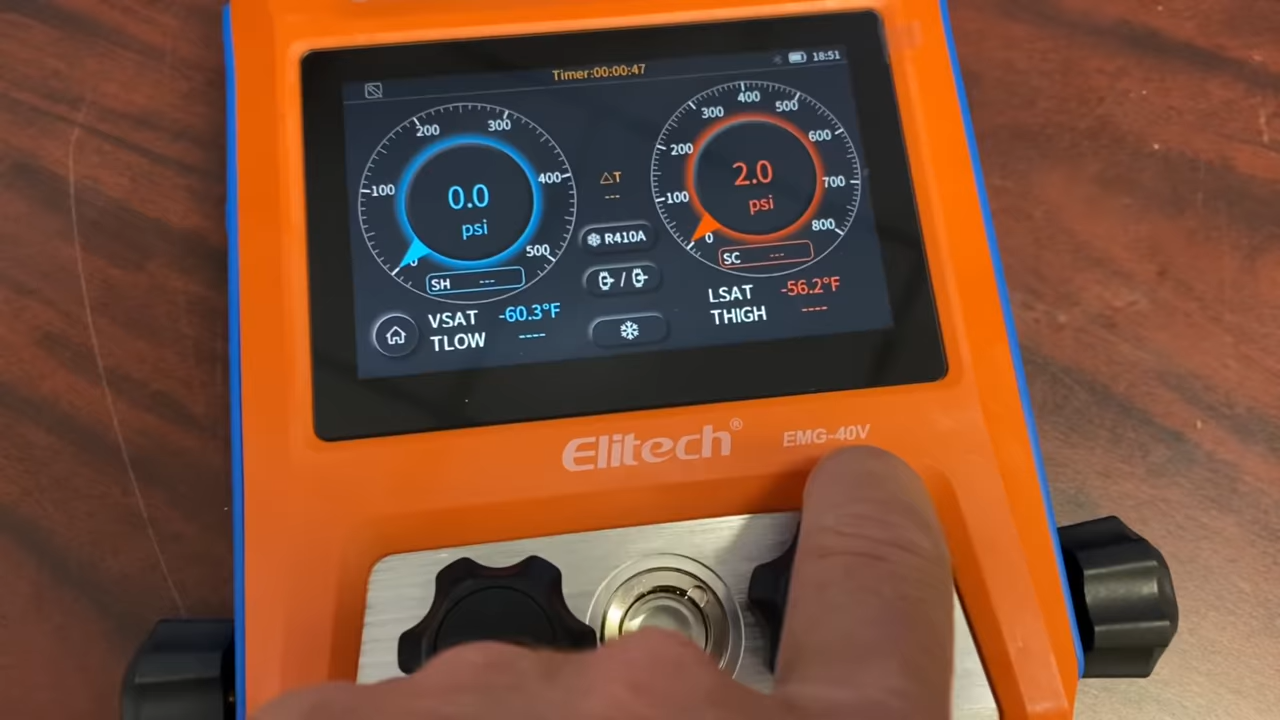 Timer:00:00:47
18:51
200
300
100
400
0
500
0.0
psi
SH ---
VSAT -60.3°F
TLOW ----
△T
---
R410A
/
400
300
500
200
600
100
700
0
800
2.0
psi
SC ---
LSAT -56.2°F
THIGH ----
Elitech®
EMG-40V